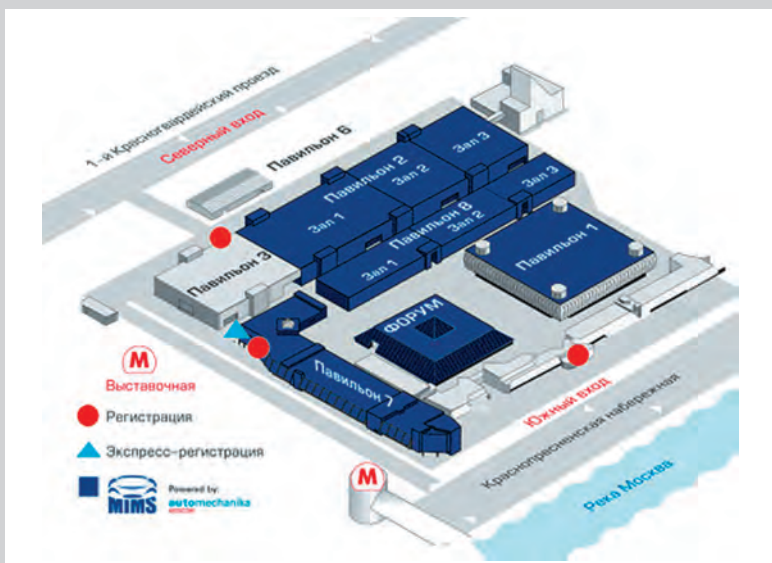 1-й Красногвардейский проезд
Северный вход
Павильон 6
Павильон 2
Зал 1
Зал 2
Зал 3
Павильон 8
Зал 1
Зал 2
Зал 3
Павильон 3
Павильон 1
ФОРУМ
Павильон 7
М
Выставочная
Регистрация
Экспресс-регистрация
MIMS
Powered by:
automechanika
MOSCOW
М
Южный вход
Краснопресненская набережная
Река Москва